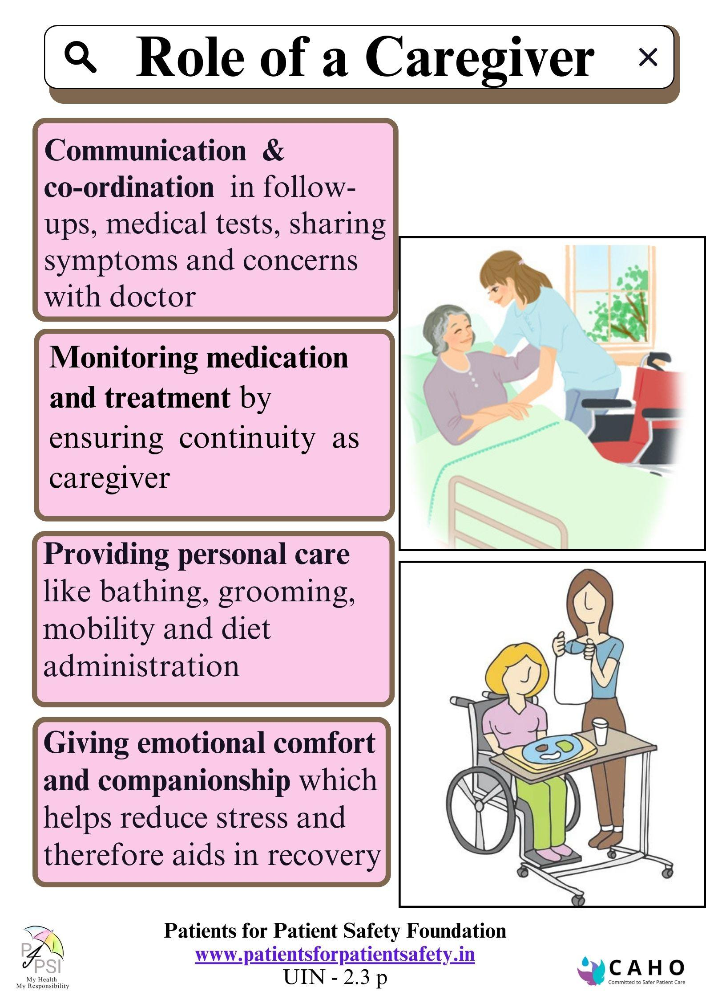 Role of a Caregiver
Communication & 
co-ordination in follow-
ups, medical tests, sharing
symptoms and concerns
with doctor
Monitoring medication
and treatment by
ensuring continuity as
caregiver
Providing personal care
like bathing, grooming,
mobility and diet
administration
Giving emotional comfort
and companionship which
helps reduce stress and
therefore aids in recovery
Patients for Patient Safety Foundation
www.patientsforpatientsafety.in
UIN - 2.3 p
P4PSI
My Health
My Responsibility
CAHO
Committed to Safer Patient Care